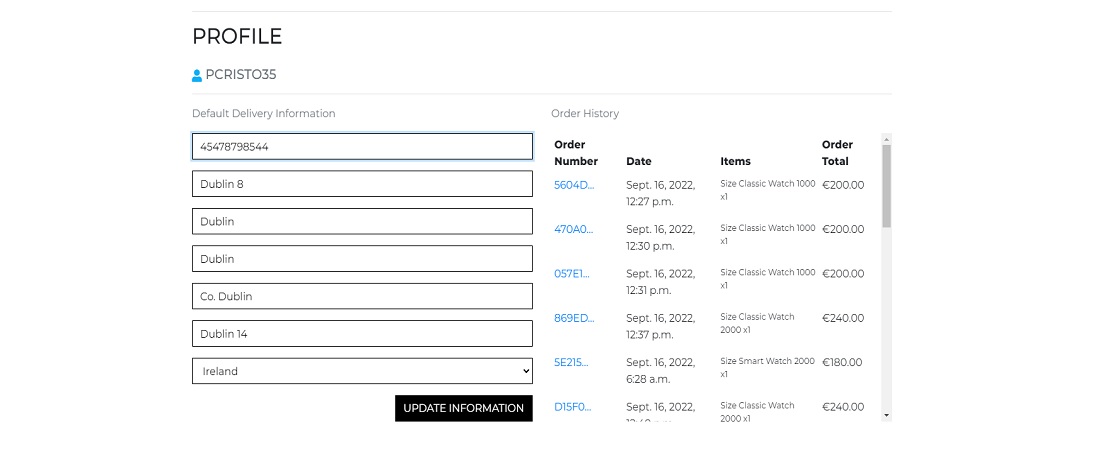 PROFILE
PCRISTO35
Default Delivery Information
45478798544
Dublin 8
Dublin
Dublin
Co. Dublin
Dublin 14
Ireland
UPDATE INFORMATION
Order History
Order Number Date Items Order Total
5604D... Sept. 16, 2022, 12:27 p.m. Size Classic Watch 1000 x1 €200.00
470A0... Sept. 16, 2022, 12:30 p.m. Size Classic Watch 1000 x1 €200.00
057E1... Sept. 16, 2022, 12:31 p.m. Size Classic Watch 1000 x1 €200.00
869ED... Sept. 16, 2022, 12:37 p.m. Size Classic Watch 2000 x1 €240.00
5E215... Sept. 16, 2022, 6:28 a.m. Size Smart Watch 2000 x1 €180.00
D15F0... Sept. 16, 2022, Size Classic Watch 2000 x1 €240.00